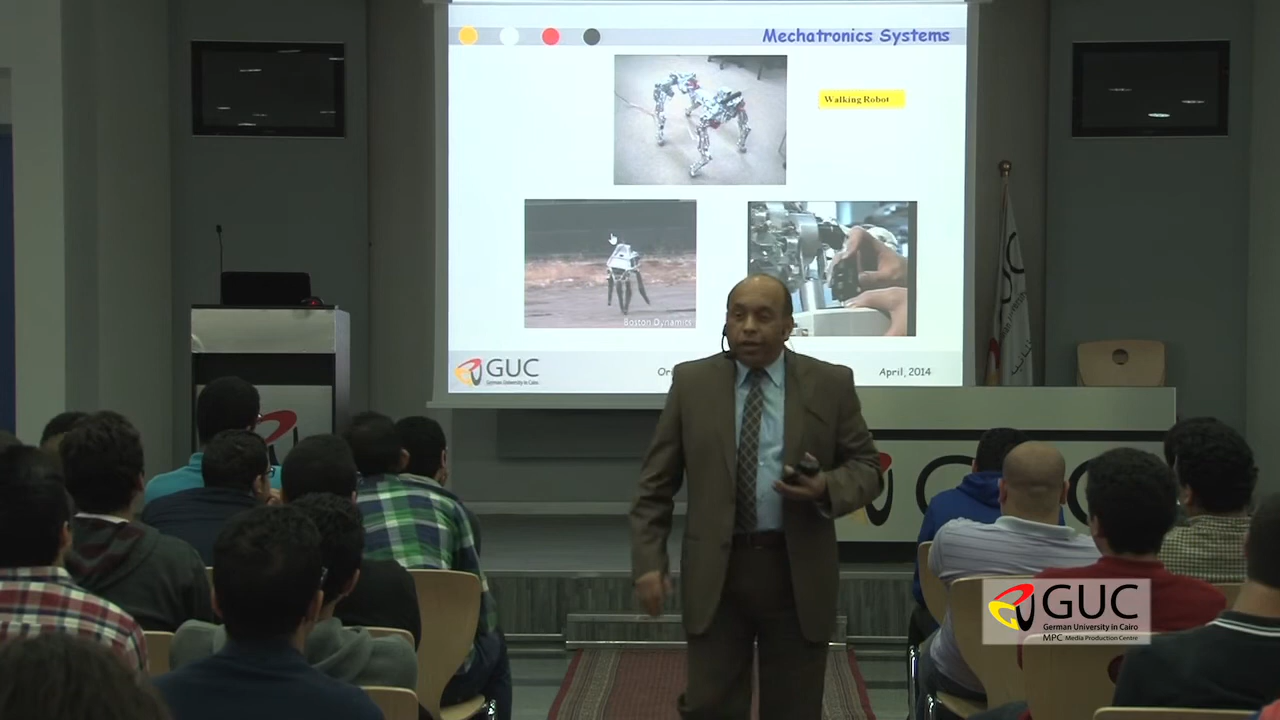 Mechatronics Systems
Walking Robot
Boston Dynamics
GUC
German University in Cairo
April, 2014
GUC
German University in Cairo
MPC Media Production Centre